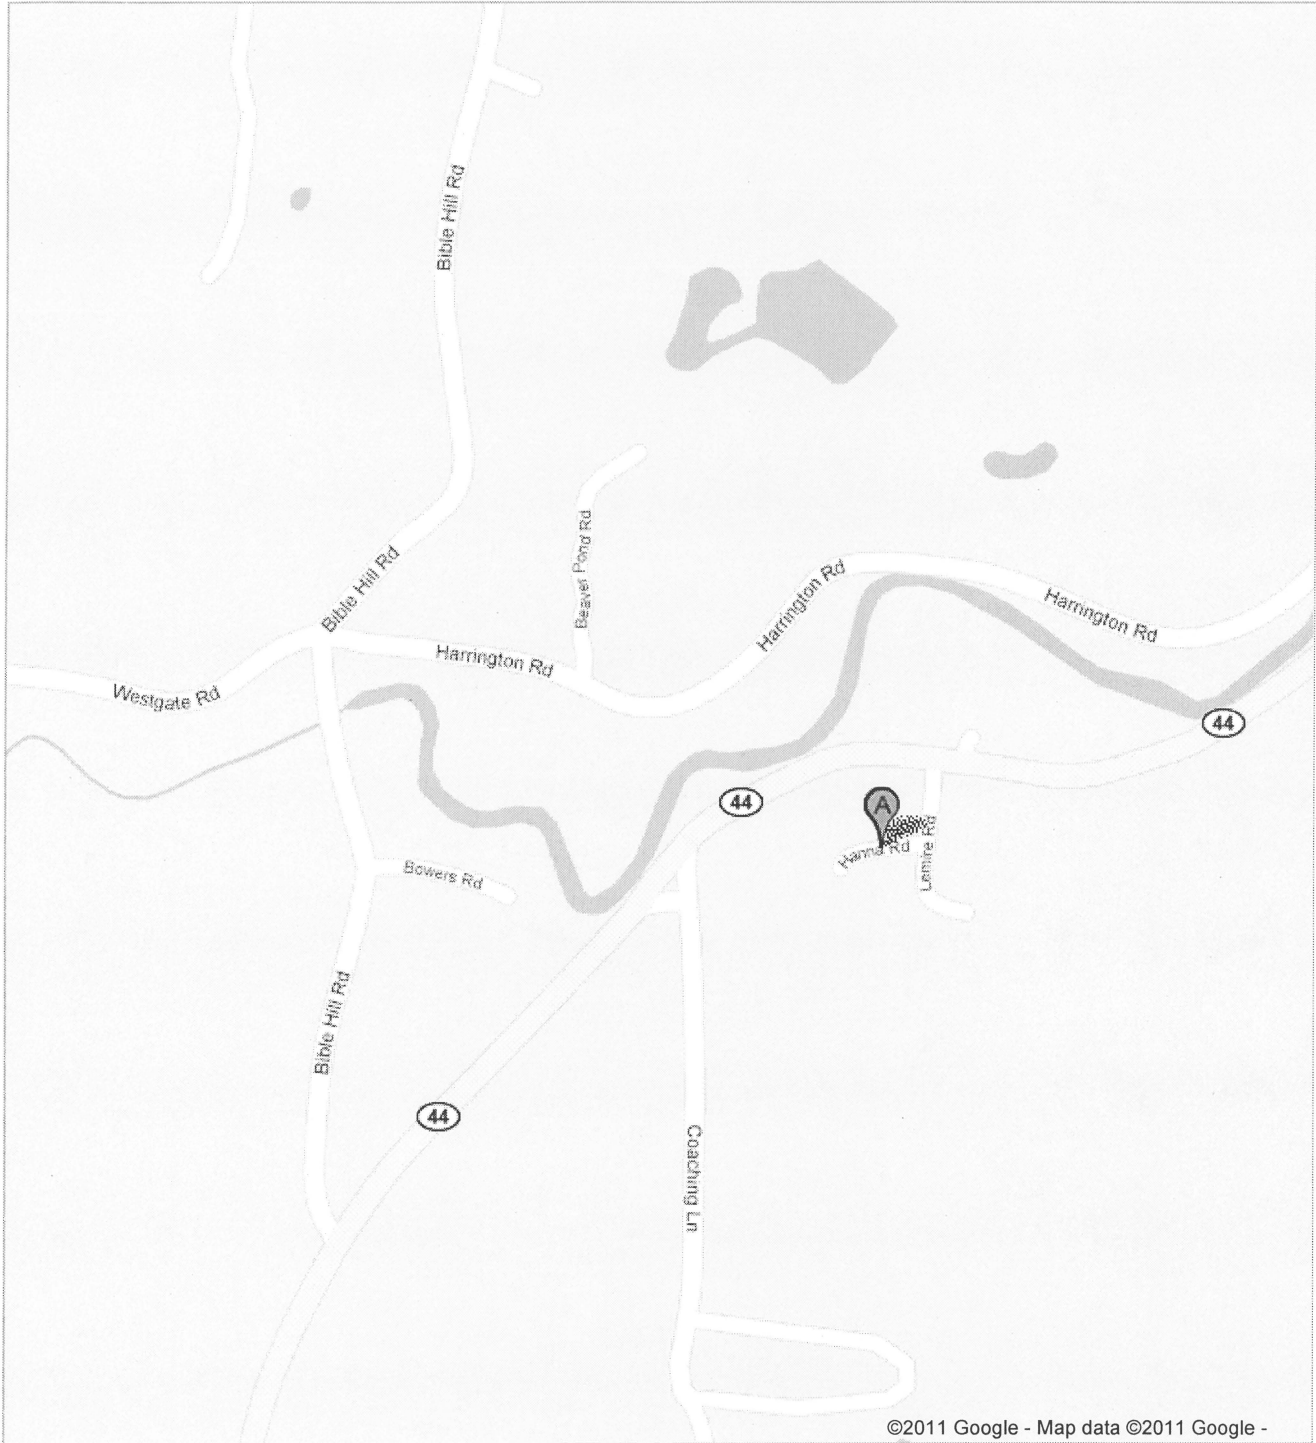 Bible Hill Rd
Beaver Pond Rd
Bible Hill Rd
Harrington Rd
Harrington Rd
Harrington Rd
Westgate Rd
44
44
A
Hanna Rd
Lemire Rd
Bowers Rd
Bible Hill Rd
44
Coaching Ln
©2011 Google - Map data ©2011 Google -